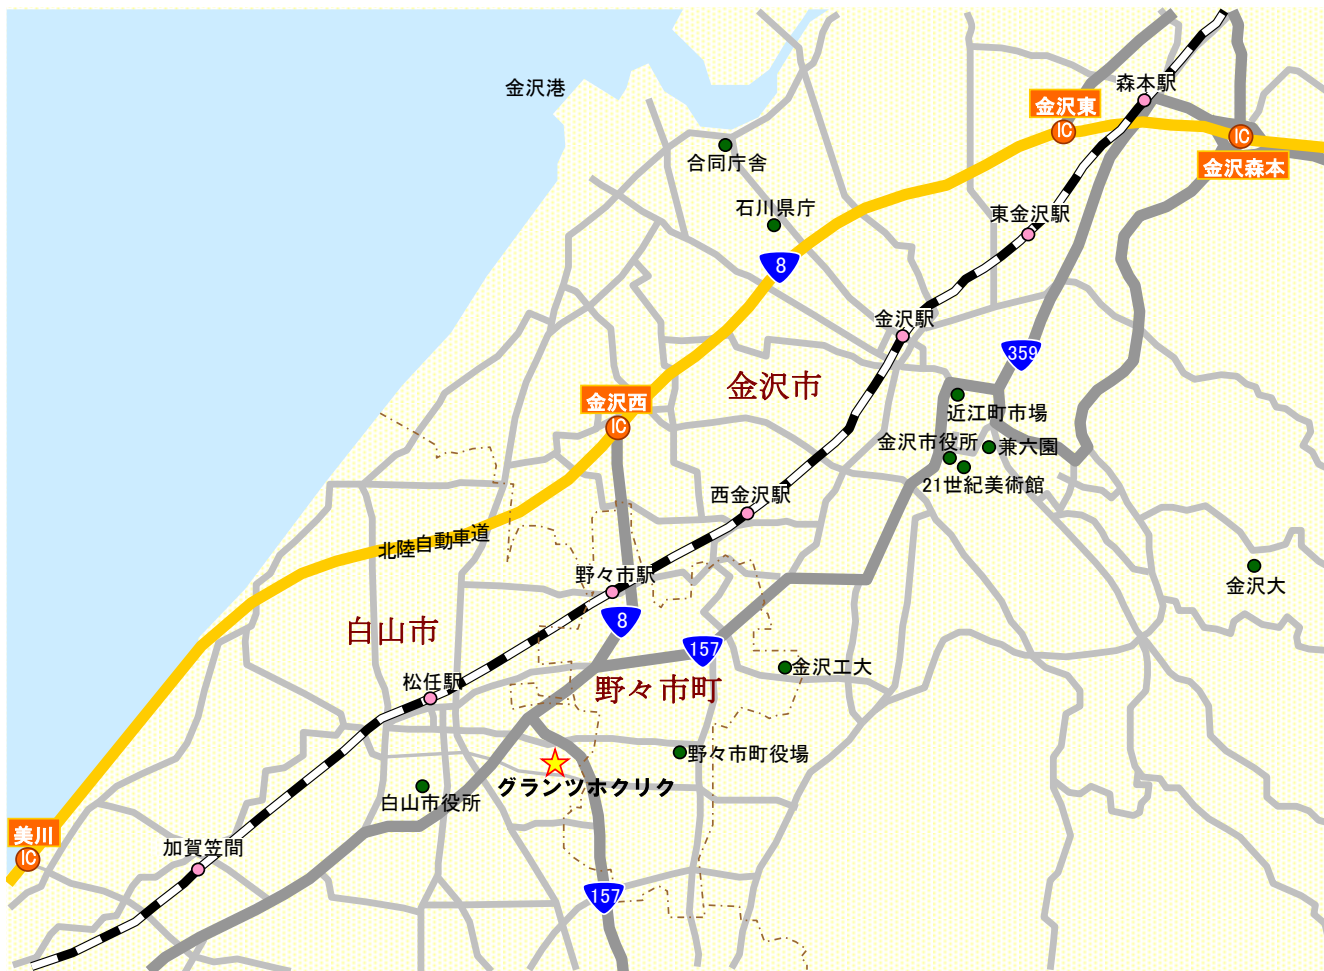 金沢港
森本駅
金沢東
IC
IC
合同庁舎
金沢森本
石川県庁
東金沢駅
8
金沢駅
359
金沢市
金沢西
IC
近江町市場
金沢市役所
兼六園
21世紀美術館
西金沢駅
北陸自動車道
野々市駅
金沢大
8
白山市
157
金沢工大
松任駅
野々市町
野々市町役場
グランツホクリク
白山市役所
美川
IC
加賀笠間
157